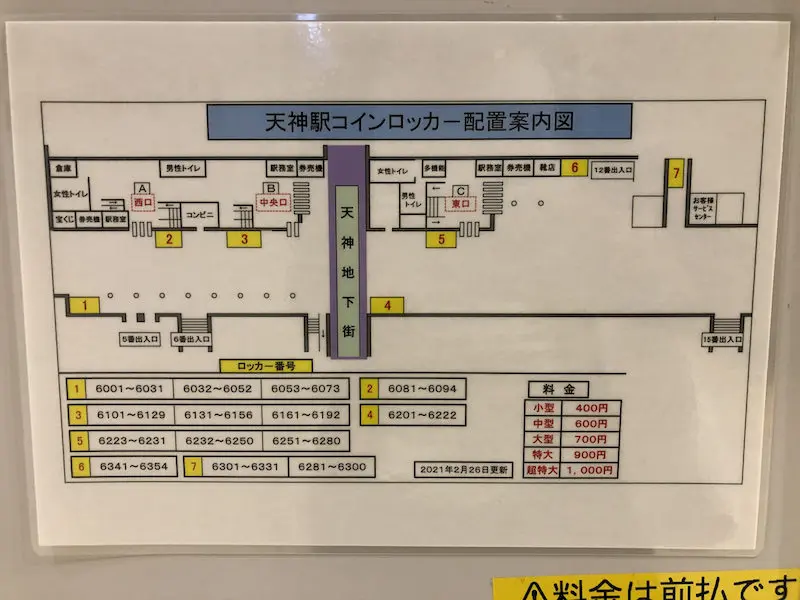 天神駅コインロッカー配置案内図
倉庫
男性トイレ
駅務室 券売機
女性トイレ
多機能
駅務室 券売機
靴店
6
12番出入口
7
女性トイレ
A
西口
B
中央口
男性
トイレ
C
東口
お客様
サービス
センター
宝くじ 券売機 駅務室
コンビニ
2
3
5
天神地下街
1
4
5番出入口
6番出入口
15番出入口
ロッカー番号
1 6001～6031 6032～6052 6053～6073
2 6081～6094
3 6101～6129 6131～6156 6161～6192
4 6201～6222
5 6223～6231 6232～6250 6251～6280
6 6341～6354
7 6301～6331 6281～6300
2021年2月26日更新
料金
小型 400円
中型 600円
大型 700円
特大 900円
超特大 1,000円
⚠料金は前払です